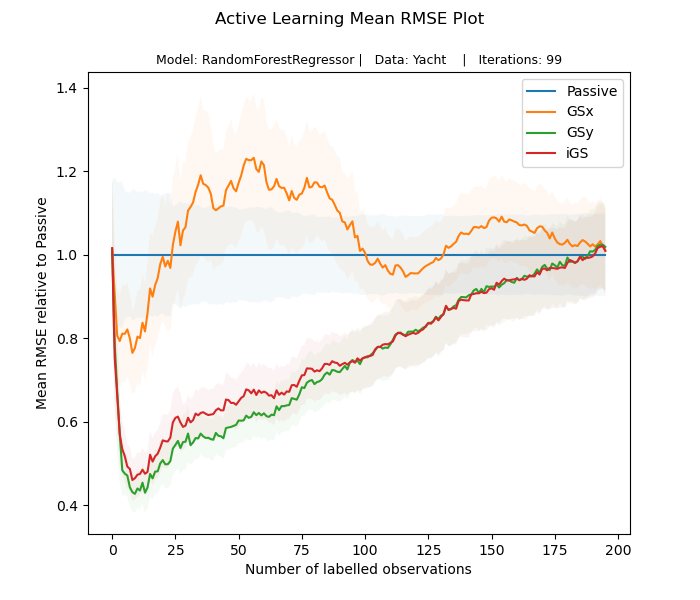 Active Learning Mean RMSE Plot
Model: RandomForestRegressor | Data: Yacht | Iterations: 99
Passive
GSx
GSy
iGS
Mean RMSE relative to Passive
1.4
1.2
1.0
0.8
0.6
0.4
0 25 50 75 100 125 150 175 200
Number of labelled observations